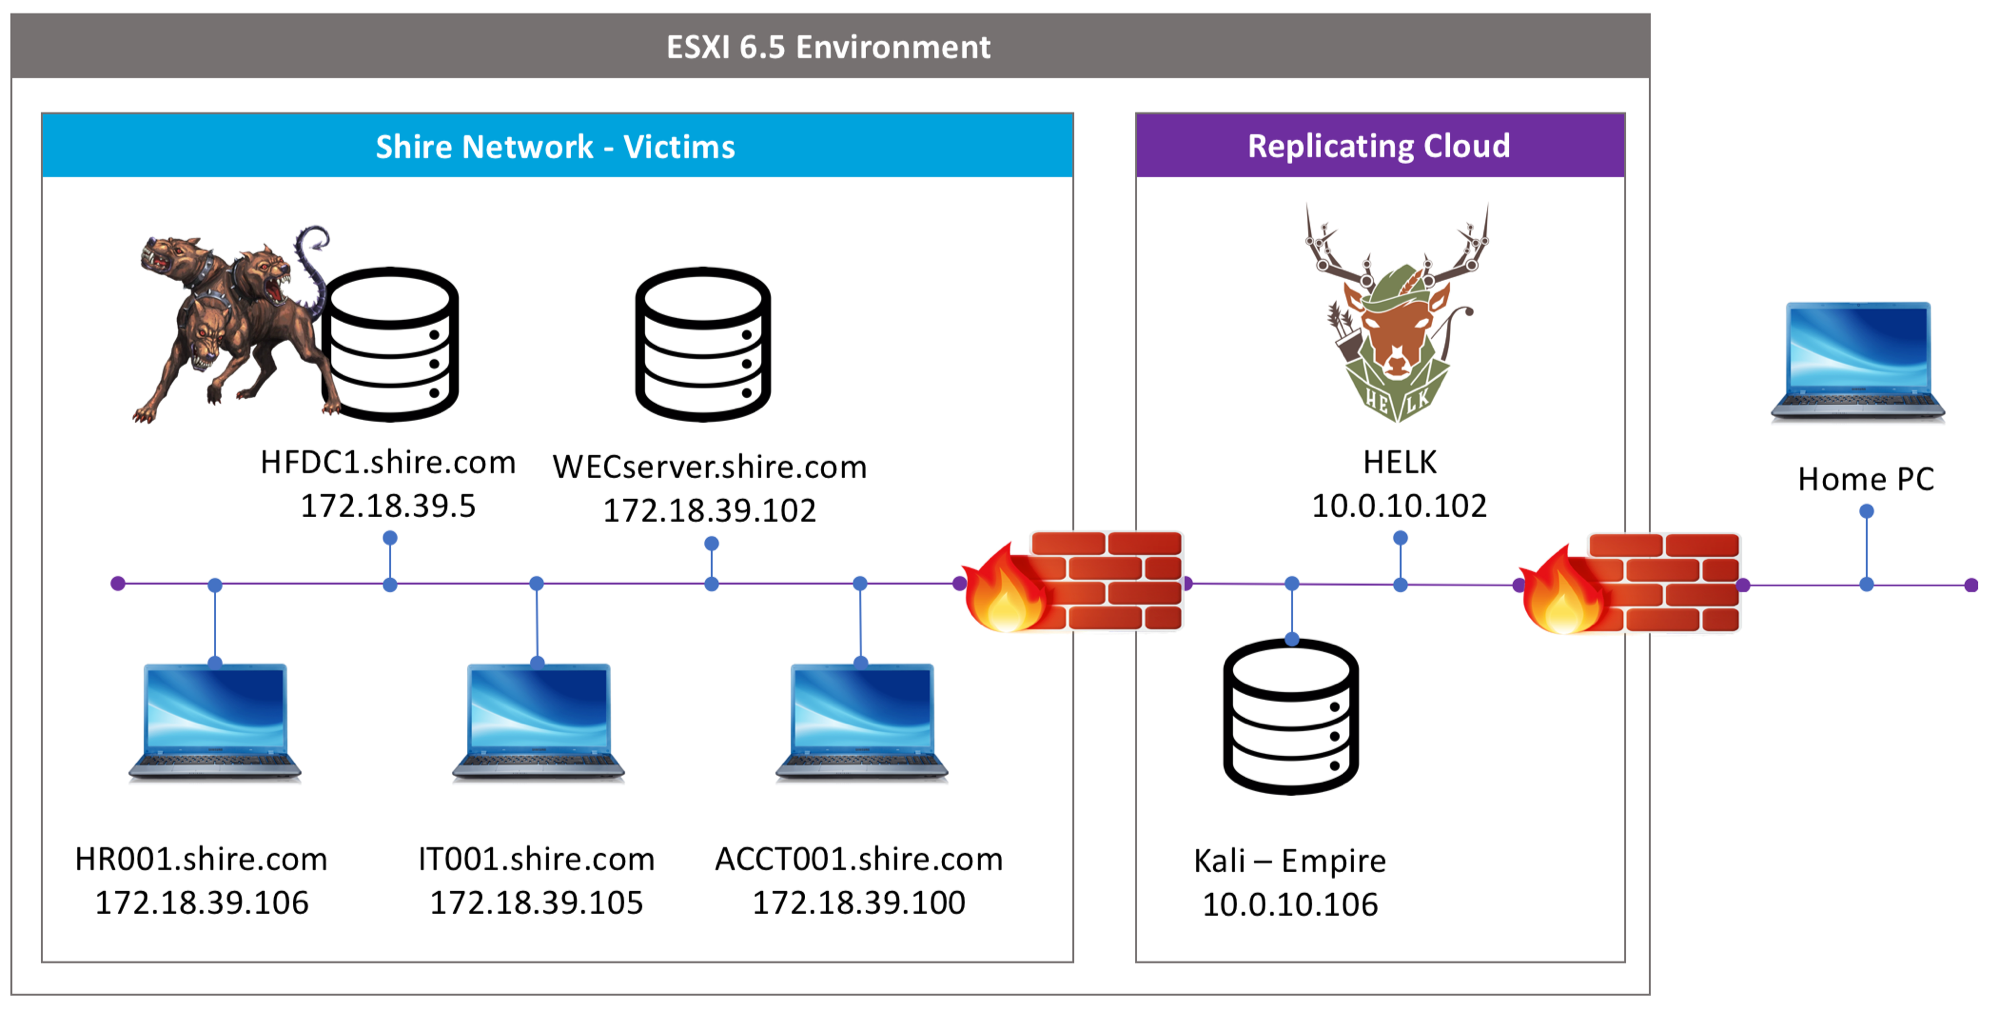 ESXI 6.5 Environment
Shire Network - Victims
Replicating Cloud
HELK
HFDC1.shire.com
172.18.39.5
WECserver.shire.com
172.18.39.102
HELK
10.0.10.102
Home PC
HR001.shire.com
172.18.39.106
IT001.shire.com
172.18.39.105
ACCT001.shire.com
172.18.39.100
Kali – Empire
10.0.10.106